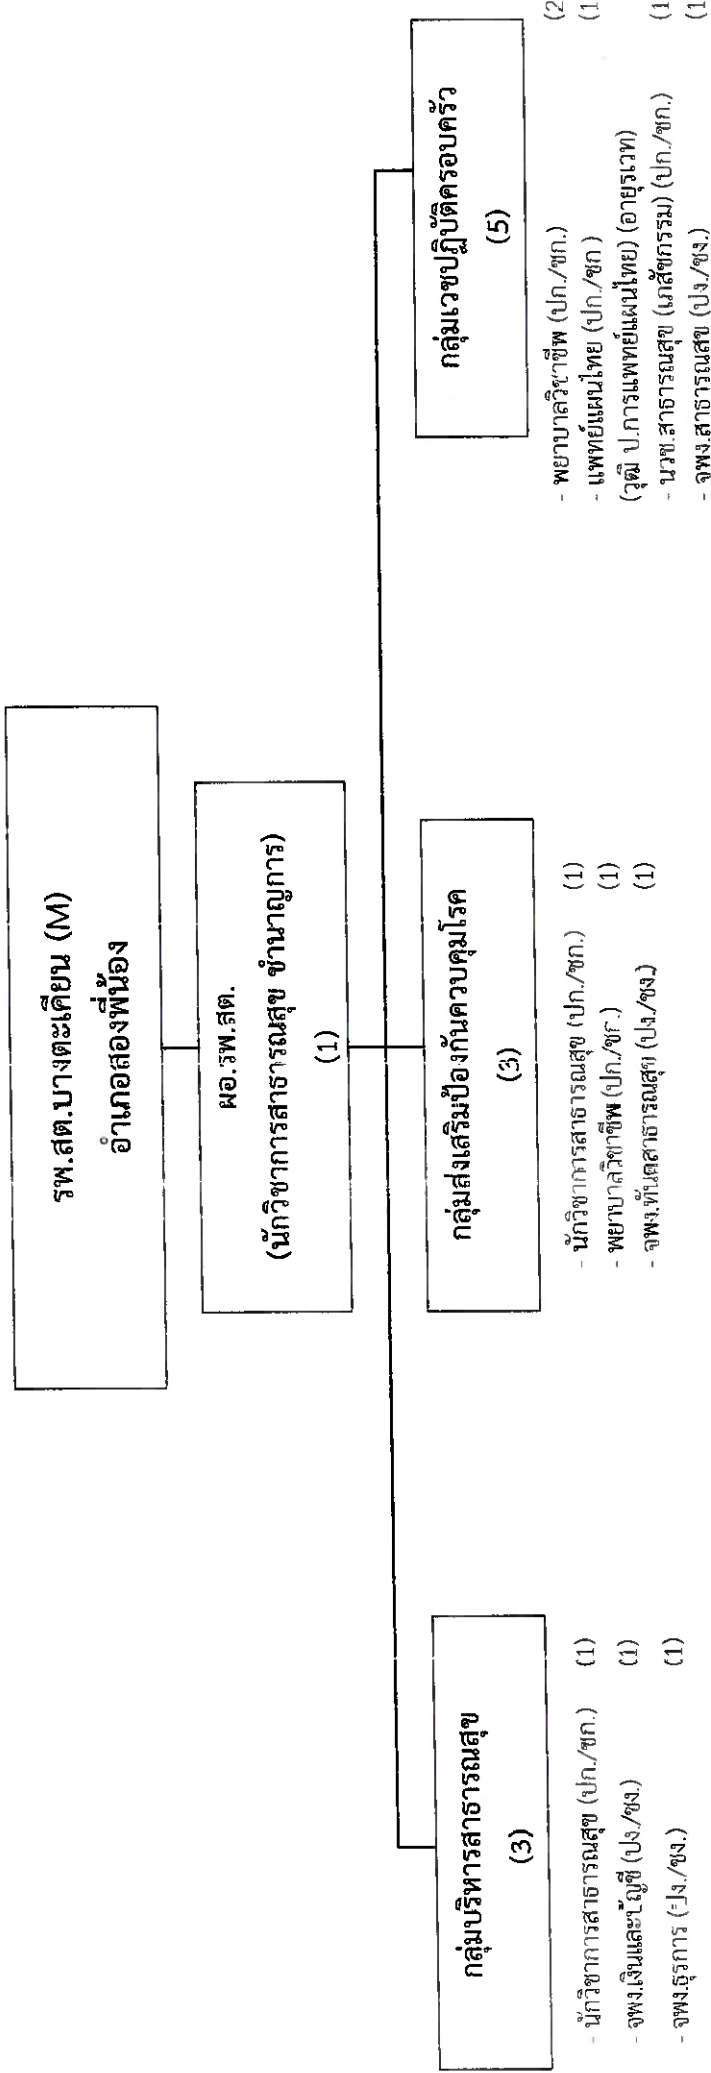 รพ.สต.บางตะเคียน (M)
อำเภอสองพี่น้อง
ผอ.รพ.สต.
(นักวิชาการสาธารณสุข ชำนาญการ)
(1)
กลุ่มบริหารสาธารณสุข
(3)
- นักวิชาการสาธารณสุข (ปก./ชก.) (1)
- จพง.เงินและบัญชี (ปง./ชง.) (1)
- จพง.ธุรการ (ปง./ชง.) (1)
กลุ่มส่งเสริมป้องกันควบคุมโรค
(3)
- นักวิชาการสาธารณสุข (ปก./ชก.) (1)
- พยาบาลวิชาชีพ (ปก./ชก.) (1)
- จพง.ทันตสาธารณสุข (ปง./ชง.) (1)
กลุ่มเวชปฏิบัติครอบครัว
(5)
- พยาบาลวิชาชีพ (ปก./ชก.) (2
- แพทย์แผนไทย (ปก./ชก) (1
(วุฒิ ป.การแพทย์แผนไทย) (อายุรเวท)
- นวช.สาธารณสุข (เภสัชกรรม) (ปก./ชก.) (1
- จพง.สาธารณสุข (ปง./ชง.) (1